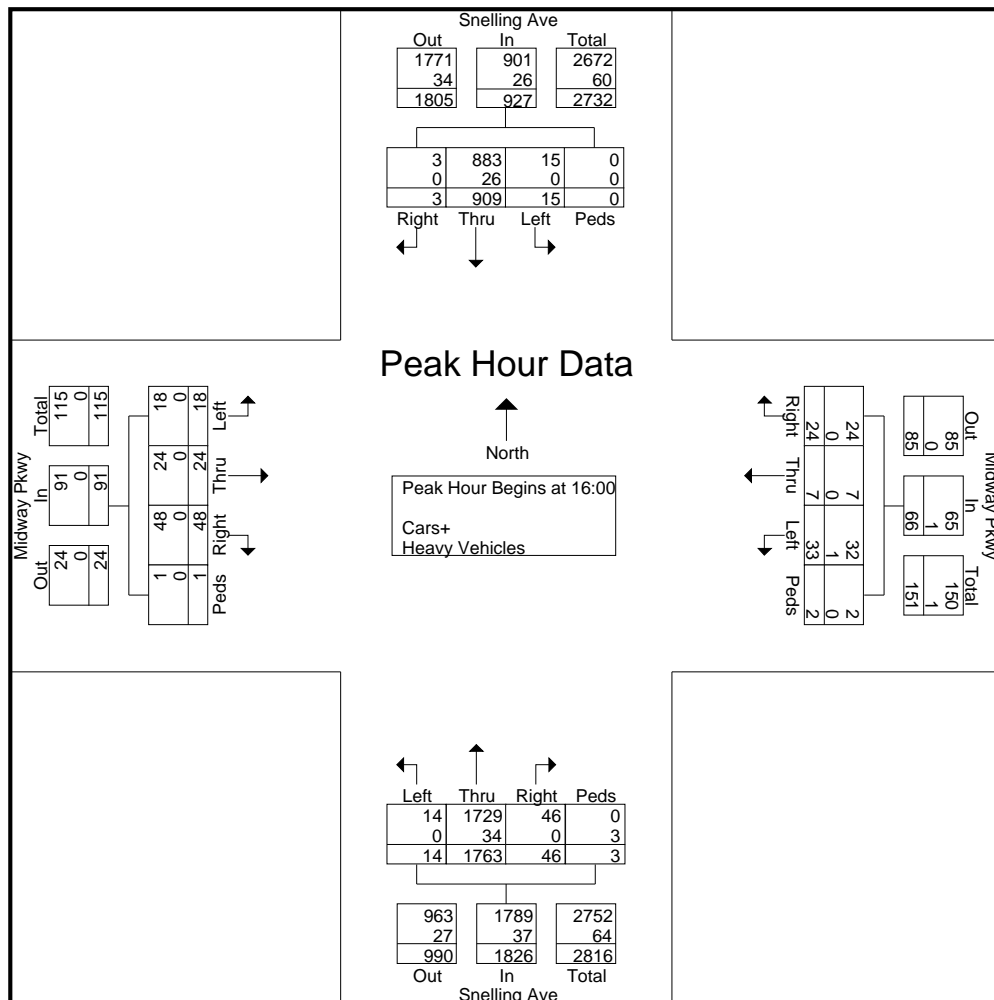 Snelling Ave
Out In Total
1771 901 2672
34 26 60
1805 927 2732
3 883 15 0
0 26 0 0
3 909 15 0
Right Thru Left Peds
Peak Hour Data
North
Peak Hour Begins at 16:00
Cars+
Heavy Vehicles
Midway Pkwy
Total In Out
115 91 24
0 0 0
115 91 24
18 24 48 1
0 0 0 0
18 24 48 1
Left Thru Right Peds
Right Thru Left Peds
24 7 33 2
0 0 1 0
24 7 32 2
85 66 151
0 1 1
85 65 150
Out In Total
Midway Pkwy
Left Thru Right Peds
14 1729 46 0
0 34 0 3
14 1763 46 3
963 1789 2752
27 37 64
990 1826 2816
Out In Total
Snelling Ave